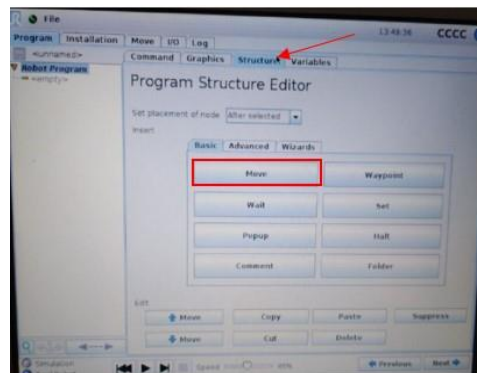 File
13:48:36 CCCC
Program Installation Move I/O Log
<unnamed> Command Graphics Structure Variables
Robot Program
<empty>
Program Structure Editor
Set placement of node After selected
Insert
Basic Advanced Wizards
Move Waypoint
Wait Set
Popup Halt
Comment Folder
Edit
Move Copy Paste Suppress
Move Cut Delete
Simulation
Speed
Previous Next